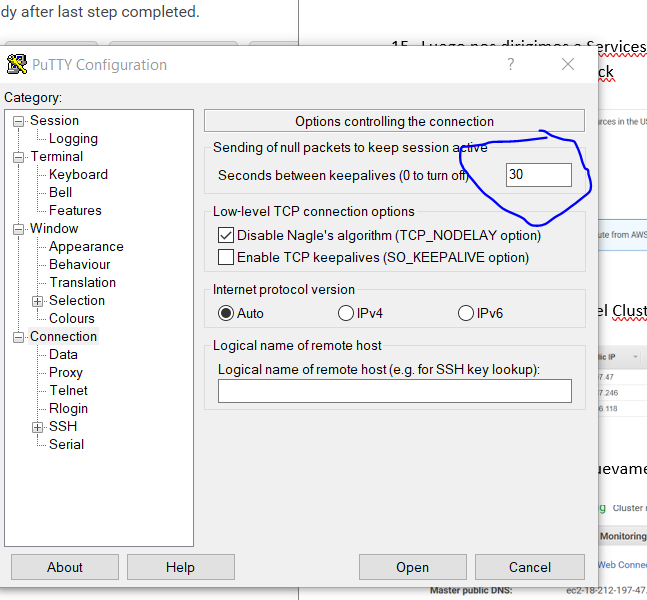 dy after last step completed.
15. Luego nos dirigimos a Services
ck
PuTTY Configuration
?
Category:
Session
Logging
Terminal
Keyboard
Bell
Features
Window
Appearance
Behaviour
Translation
Selection
Colours
Connection
Data
Proxy
Telnet
Rlogin
SSH
Serial
Options controlling the connection
Sending of null packets to keep session active
Seconds between keepalives (0 to turn off)
30
Low-level TCP connection options
Disable Nagle's algorithm (TCP_NODELAY option)
Enable TCP keepalives (SO_KEEPALIVE option)
Internet protocol version
Auto
IPv4
IPv6
Logical name of remote host
Logical name of remote host (e.g. for SSH key lookup):
About
Help
Open
Cancel
rces in the US
ute from AWS
el Clust
lic IP
7.47
7.246
6.118
uevame
g Cluster r
Monitoring
Web Connec
Master public DNS: ec2-18-212-197-47.